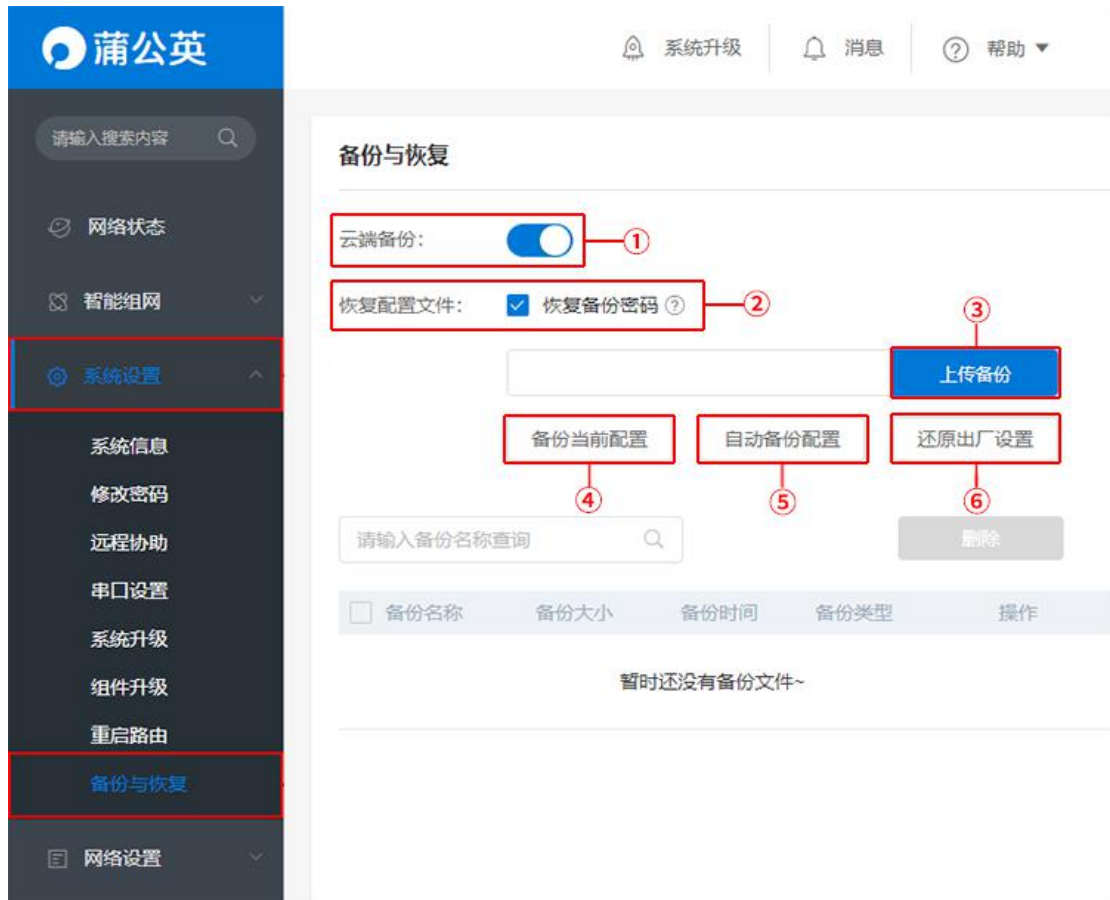 蒲公英
系统升级 消息 帮助
请输入搜索内容
备份与恢复
网络状态
云端备份: ①
智能组网
恢复配置文件: 恢复备份密码 ? ②
③
系统设置
上传备份
系统信息
备份当前配置 自动备份配置 还原出厂设置
修改密码
④ ⑤ ⑥
远程协助
请输入备份名称查询 删除
串口设置
备份名称 备份大小 备份时间 备份类型 操作
系统升级
组件升级
暂时还没有备份文件~
重启路由
备份与恢复
网络设置